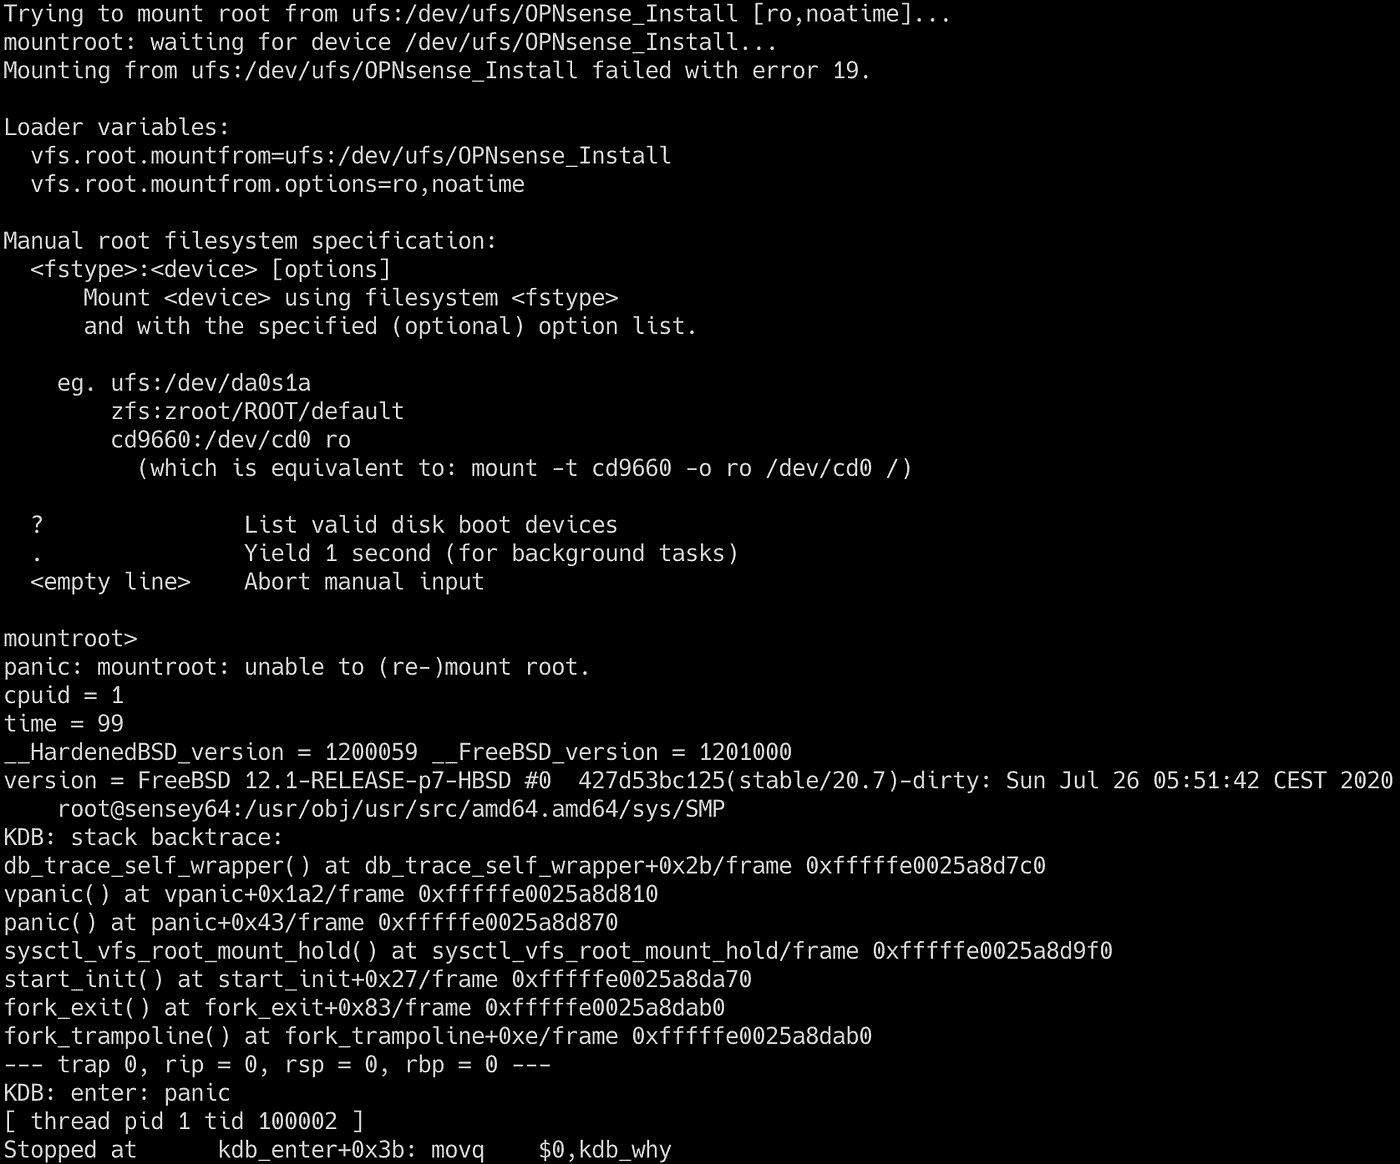 Trying to mount root from ufs:/dev/ufs/OPNsense_Install [ro,noatime]...
mountroot: waiting for device /dev/ufs/OPNsense_Install...
Mounting from ufs:/dev/ufs/OPNsense_Install failed with error 19.

Loader variables:
  vfs.root.mountfrom=ufs:/dev/ufs/OPNsense_Install
  vfs.root.mountfrom.options=ro,noatime

Manual root filesystem specification:
  <fstype>:<device> [options]
      Mount <device> using filesystem <fstype>
      and with the specified (optional) option list.

    eg. ufs:/dev/da0s1a
        zfs:zroot/ROOT/default
        cd9660:/dev/cd0 ro
          (which is equivalent to: mount -t cd9660 -o ro /dev/cd0 /)

  ?               List valid disk boot devices
  .               Yield 1 second (for background tasks)
  <empty line>    Abort manual input

mountroot>
panic: mountroot: unable to (re-)mount root.
cpuid = 1
time = 99
__HardenedBSD_version = 1200059 __FreeBSD_version = 1201000
version = FreeBSD 12.1-RELEASE-p7-HBSD #0  427d53bc125(stable/20.7)-dirty: Sun Jul 26 05:51:42 CEST 2020
    root@sensey64:/usr/obj/usr/src/amd64.amd64/sys/SMP
KDB: stack backtrace:
db_trace_self_wrapper() at db_trace_self_wrapper+0x2b/frame 0xfffffe0025a8d7c0
vpanic() at vpanic+0x1a2/frame 0xfffffe0025a8d810
panic() at panic+0x43/frame 0xfffffe0025a8d870
sysctl_vfs_root_mount_hold() at sysctl_vfs_root_mount_hold/frame 0xfffffe0025a8d9f0
start_init() at start_init+0x27/frame 0xfffffe0025a8da70
fork_exit() at fork_exit+0x83/frame 0xfffffe0025a8dab0
fork_trampoline() at fork_trampoline+0xe/frame 0xfffffe0025a8dab0
--- trap 0, rip = 0, rsp = 0, rbp = 0 ---
KDB: enter: panic
[ thread pid 1 tid 100002 ]
Stopped at      kdb_enter+0x3b: movq    $0,kdb_why